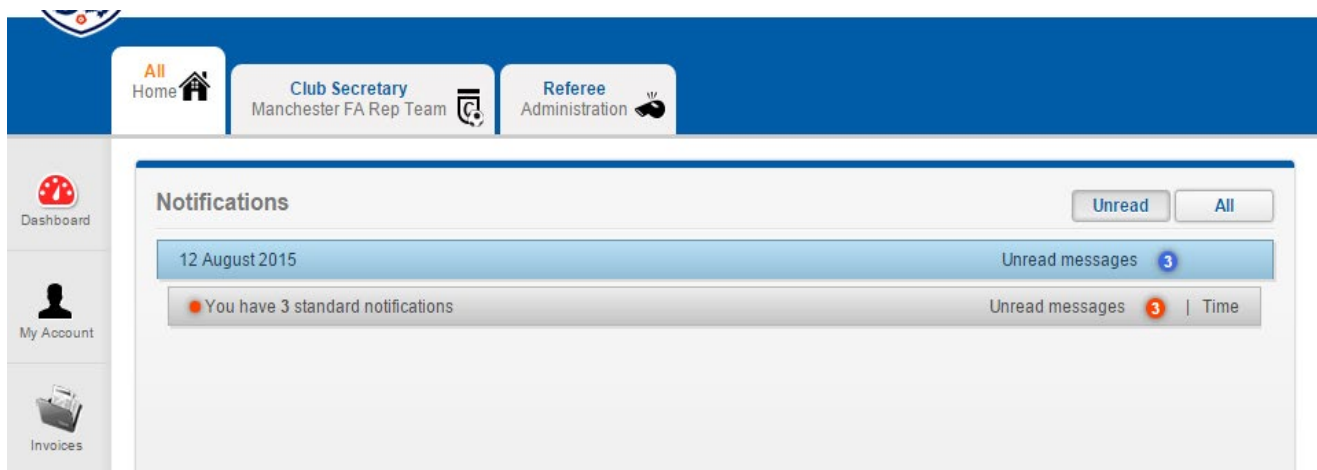 All
Home
Club Secretary
Manchester FA Rep Team
Referee
Administration
Dashboard
My Account
Invoices
Notifications
Unread All
12 August 2015 Unread messages 3
You have 3 standard notifications Unread messages 3 | Time